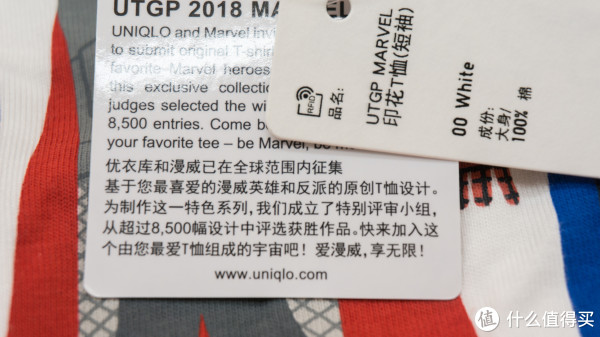 UTGP 2018 MA
UNIQLO and Marvel invi
to submit original T-shir
favorite Marvel heroes
this exclusive collectio
judges selected the wi
8,500 entries. Come b
your favorite tee – be Marvel, be
优衣库和漫威已在全球范围内征集
基于您最喜爱的漫威英雄和反派的原创T恤设计。
为制作这一特色系列,我们成立了特别评审小组,
从超过8,500幅设计中评选获胜作品。快来加入这
个由您最爱T恤组成的宇宙吧!爱漫威,享无限!
www.uniqlo.com
RFID
品名:
UTGP MARVEL
印花T恤(短袖)
00 White
成份:
大身/
100% 棉
值 什么值得买